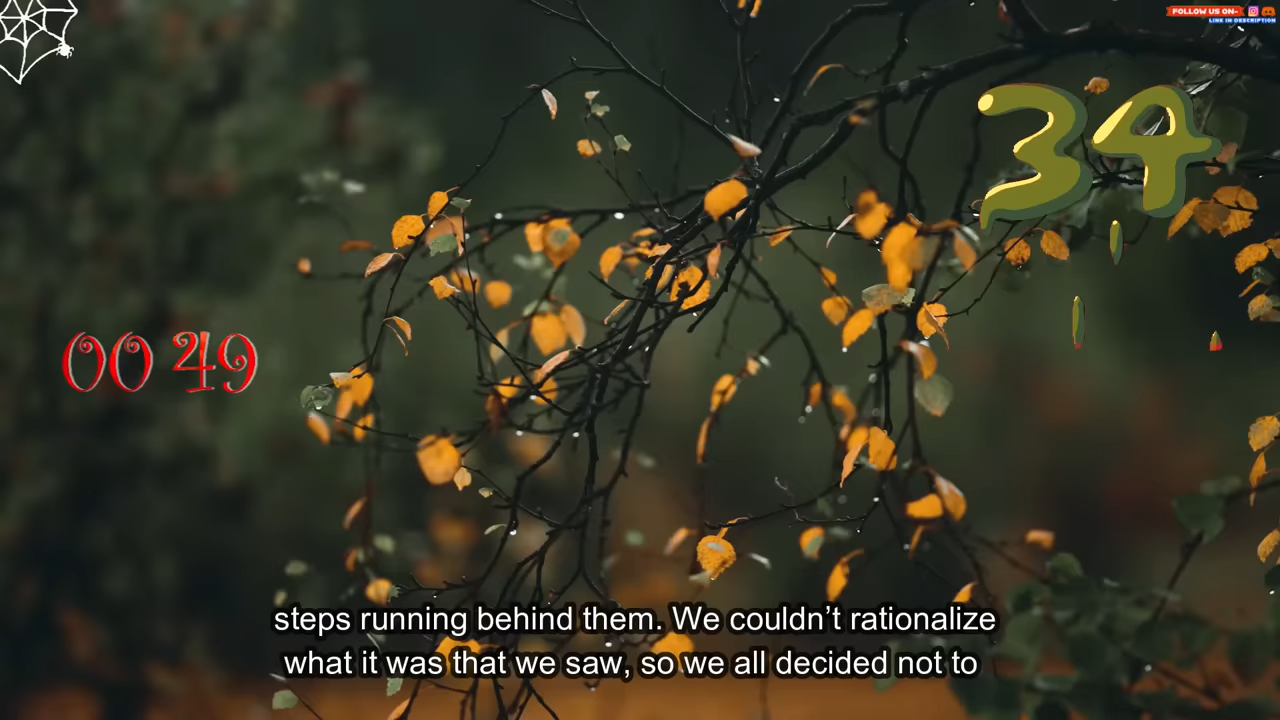 FOLLOW US ON-
LINK IN DESCRIPTION
34
00 49
steps running behind them. We couldn’t rationalize
what it was that we saw, so we all decided not to